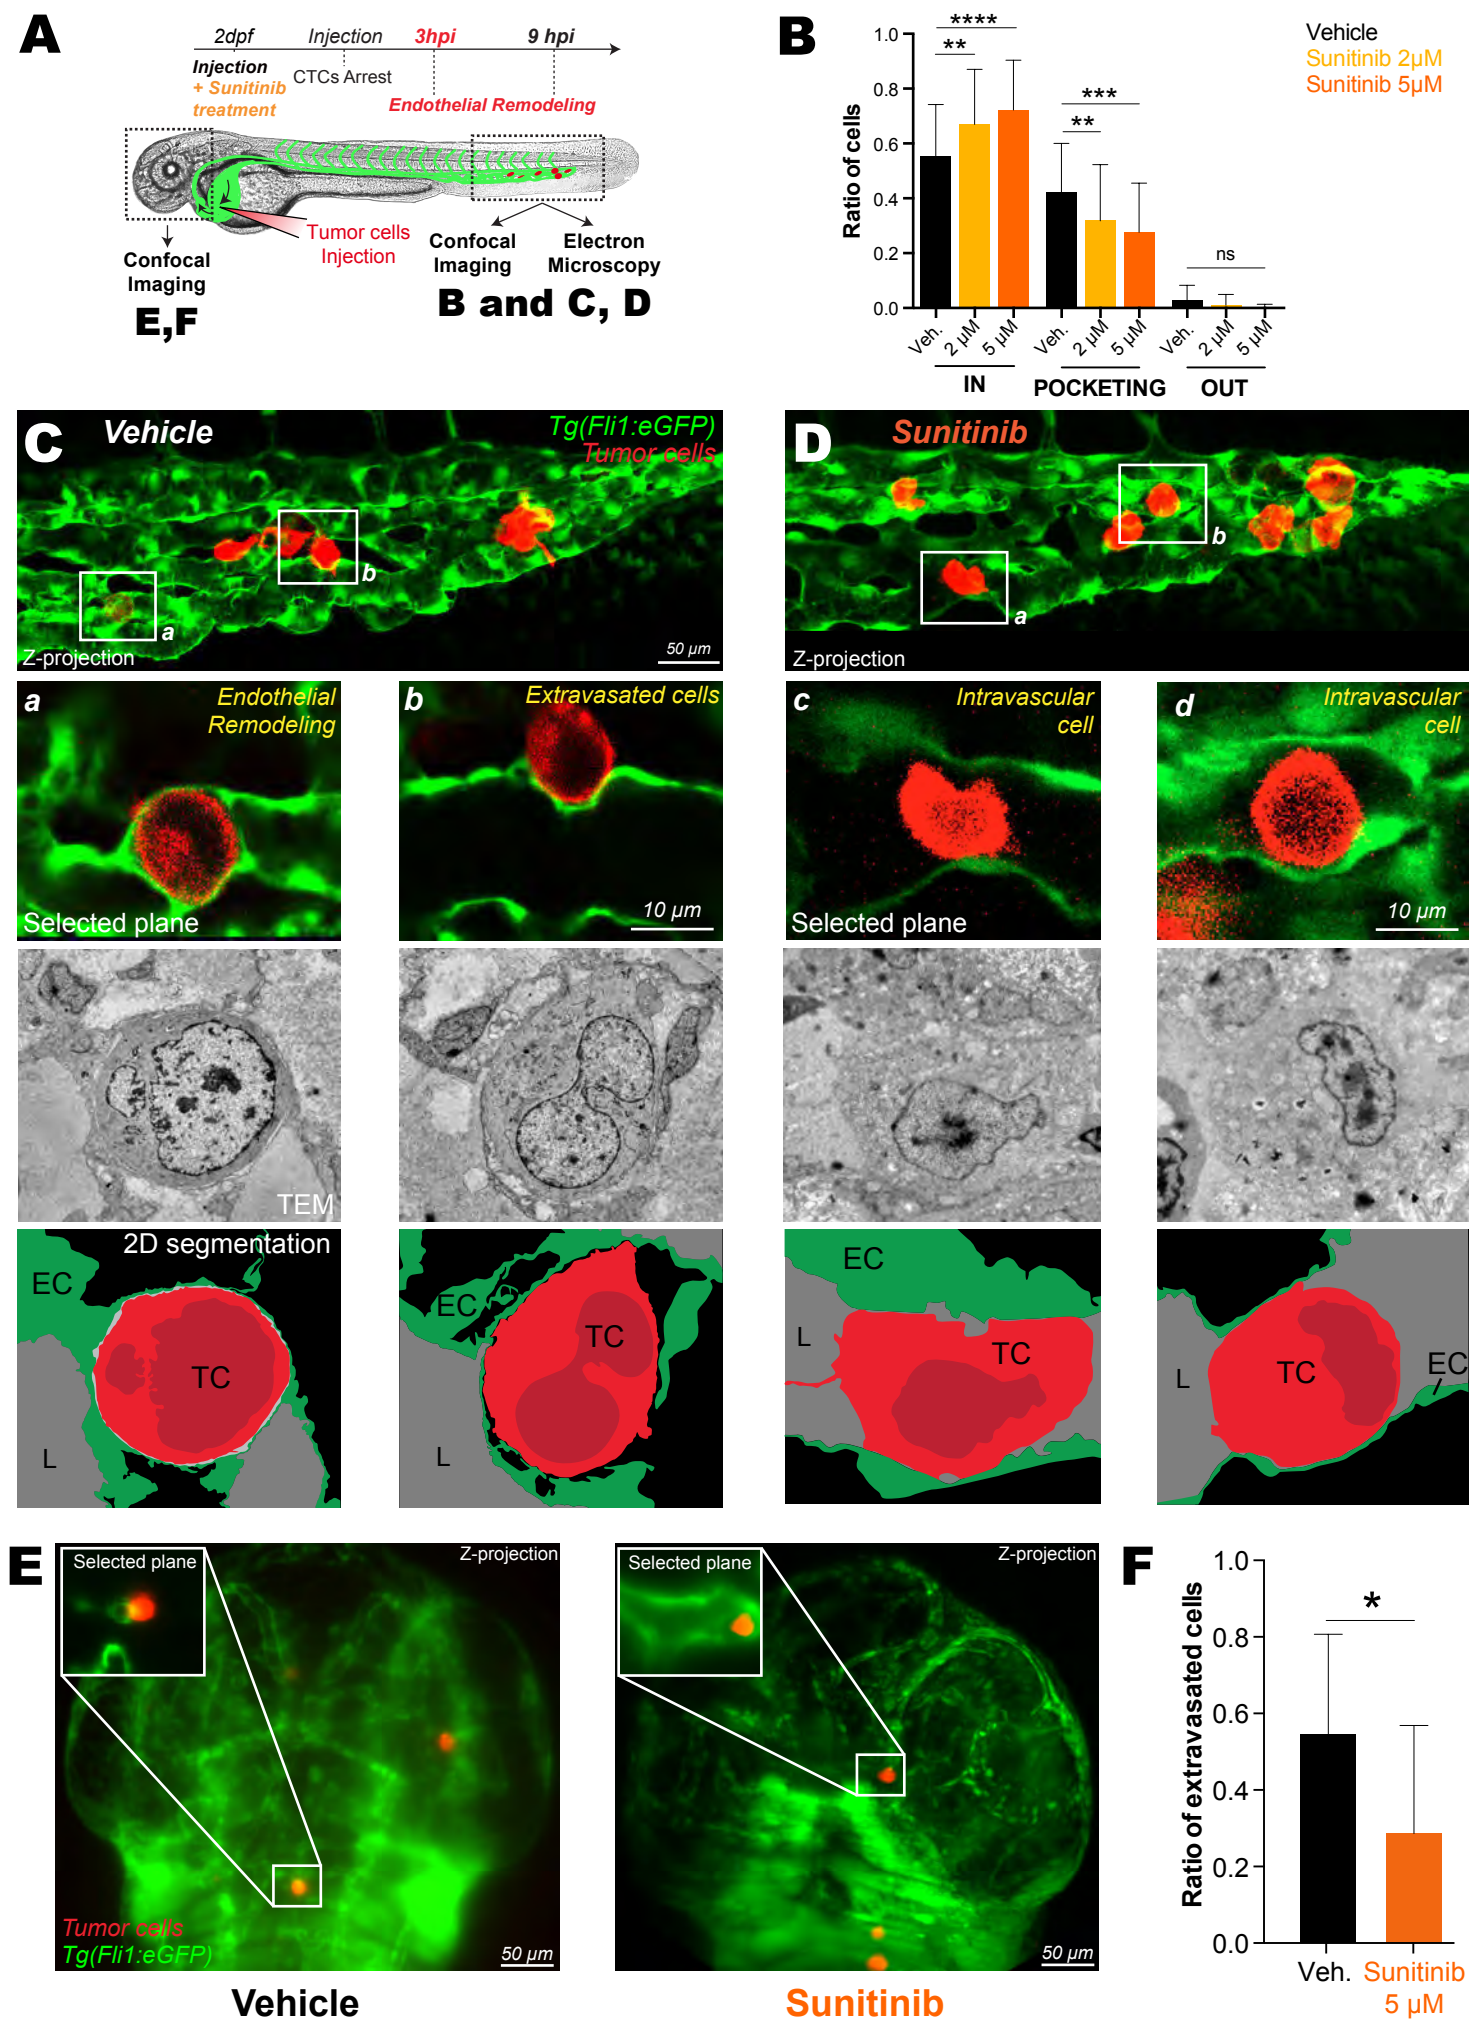 A
2dpf
Injection
3hpi
9 hpi
Injection
+ Sunitinib
treatment
CTCs Arrest
Endothelial Remodeling
Tumor cells
Injection
Confocal
Imaging
E,F
Confocal
Imaging
Electron
Microscopy
B and C, D
B
Vehicle
Sunitinib 2µM
Sunitinib 5µM
Ratio of cells
1.0
0.8
0.6
0.4
0.2
0.0
****
**
***
**
ns
Veh.
2 µM
5 µM
Veh.
2 µM
5 µM
Veh.
2 µM
5 µM
IN
POCKETING
OUT
C
Vehicle
Tg(Fli1:eGFP)
Tumor cells
a
b
Z-projection
50 µm
D
Sunitinib
a
b
Z-projection
a
Endothelial
Remodeling
Selected plane
b
Extravasated cells
10 µm
c
Intravascular
cell
Selected plane
d
Intravascular
cell
10 µm
TEM
2D segmentation
EC
TC
L
EC
TC
L
EC
L
TC
L
TC
EC
E
Selected plane
Z-projection
Tumor cells
Tg(Fli1:eGFP)
50 µm
Vehicle
Selected plane
Z-projection
50 µm
Sunitinib
F
Ratio of extravasated cells
1.0
0.8
0.6
0.4
0.2
0.0
*
Veh.
Sunitinib
5 µM